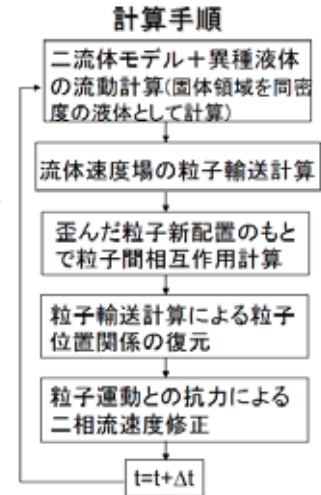 計算手順
二流体モデル+異種液体
の流動計算(固体領域を同密
度の液体として計算)
流体速度場の粒子輸送計算
歪んだ粒子新配置のもと
で粒子間相互作用計算
粒子輸送計算による粒子
位置関係の復元
粒子運動との抗力による
二相流速度修正
t=t+Δt